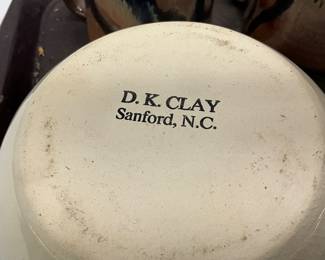 D. K. CLAY
Sanford, N.C.